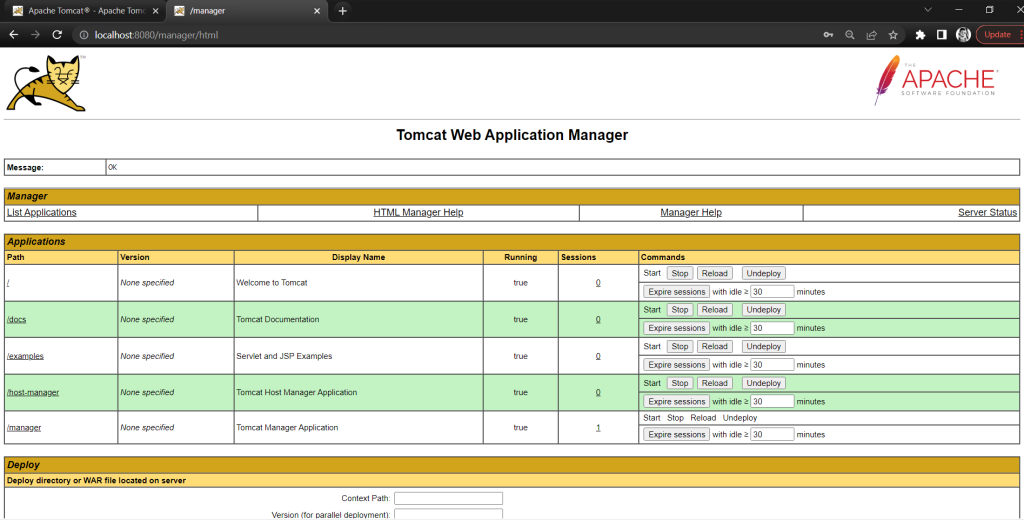 Apache Tomcat® - Apache Tomc
/manager
localhost:8080/manager/html
Update
TM
THE
APACHE
SOFTWARE FOUNDATION
Tomcat Web Application Manager
Message: OK
Manager
List Applications HTML Manager Help Manager Help Server Status
Applications
Path Version Display Name Running Sessions Commands
/ None specified Welcome to Tomcat true 0 Start Stop Reload Undeploy
Expire sessions with idle ≥ 30 minutes
/docs None specified Tomcat Documentation true 0 Start Stop Reload Undeploy
Expire sessions with idle ≥ 30 minutes
/examples None specified Servlet and JSP Examples true 0 Start Stop Reload Undeploy
Expire sessions with idle ≥ 30 minutes
/host-manager None specified Tomcat Host Manager Application true 0 Start Stop Reload Undeploy
Expire sessions with idle ≥ 30 minutes
/manager None specified Tomcat Manager Application true 1 Start Stop Reload Undeploy
Expire sessions with idle ≥ 30 minutes
Deploy
Deploy directory or WAR file located on server
Context Path:
Version (for parallel deployment):